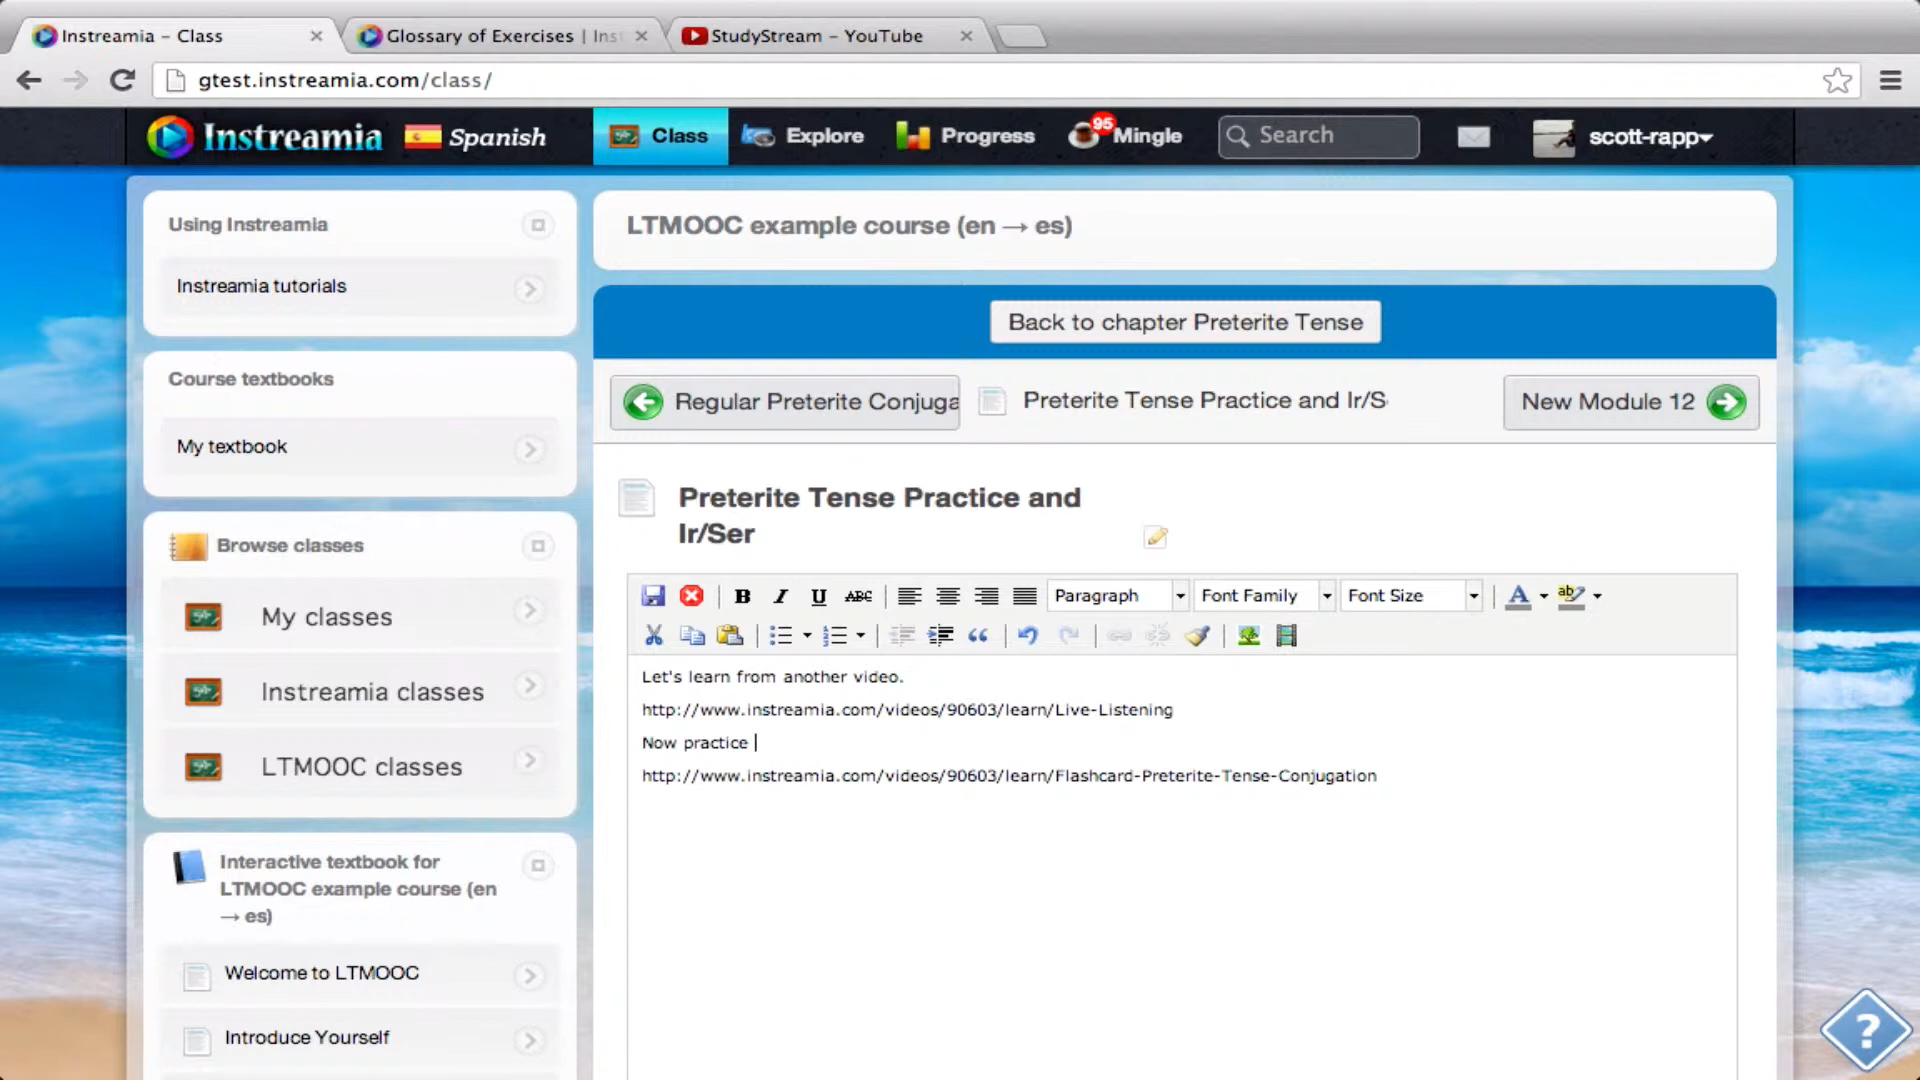 Instreamia – Class
Glossary of Exercises | Inst
StudyStream – YouTube
gtest.instreamia.com/class/
Instreamia
Spanish
Class
Explore
Progress
95
Mingle
Search
scott-rapp
Using Instreamia
Instreamia tutorials
Course textbooks
My textbook
Browse classes
My classes
Instreamia classes
LTMOOC classes
Interactive textbook for
LTMOOC example course (en
→ es)
Welcome to LTMOOC
Introduce Yourself
LTMOOC example course (en → es)
Back to chapter Preterite Tense
Regular Preterite Conjuga
Preterite Tense Practice and Ir/S
New Module 12
Preterite Tense Practice and
Ir/Ser
B I U ABC Paragraph Font Family Font Size A ab
Let's learn from another video.
http://www.instreamia.com/videos/90603/learn/Live-Listening
Now practice
http://www.instreamia.com/videos/90603/learn/Flashcard-Preterite-Tense-Conjugation
?